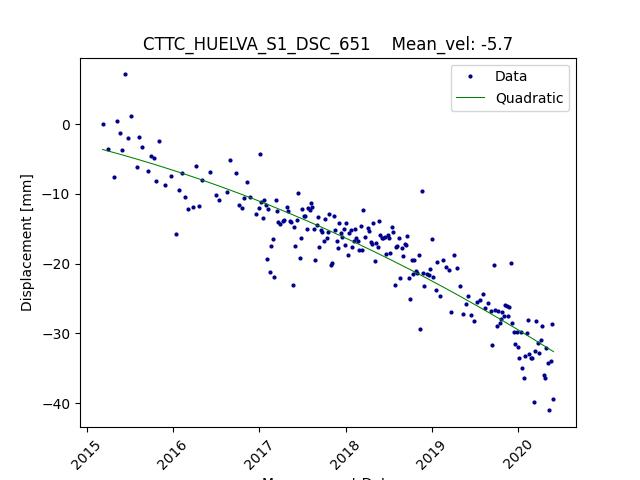 CTTC_HUELVA_S1_DSC_651    Mean_vel: -5.7
Data
Quadratic
Displacement [mm]
0
−10
−20
−30
−40
2015
2016
2017
2018
2019
2020